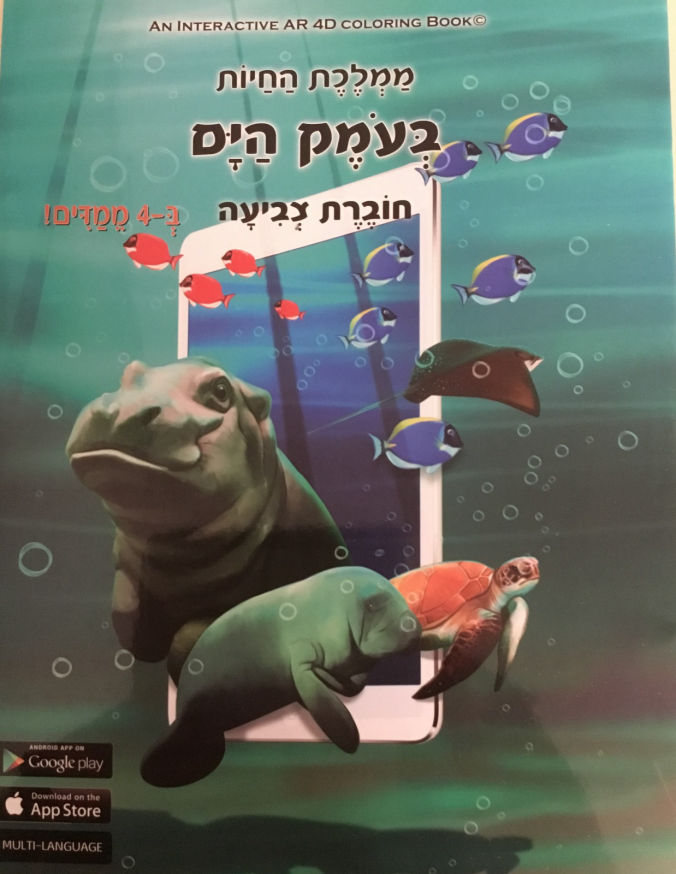 AN INTERACTIVE AR 4D COLORING BOOK©
מַמְלֶכֶת הַחַיוֹת
בְּעֹמֶק הַיָּם
חוֹבֶרֶת צְבִיעָה בְּ-4 מֵמַדִּים!
ANDROID APP ON
Google play
Download on the
App Store
MULTI-LANGUAGE